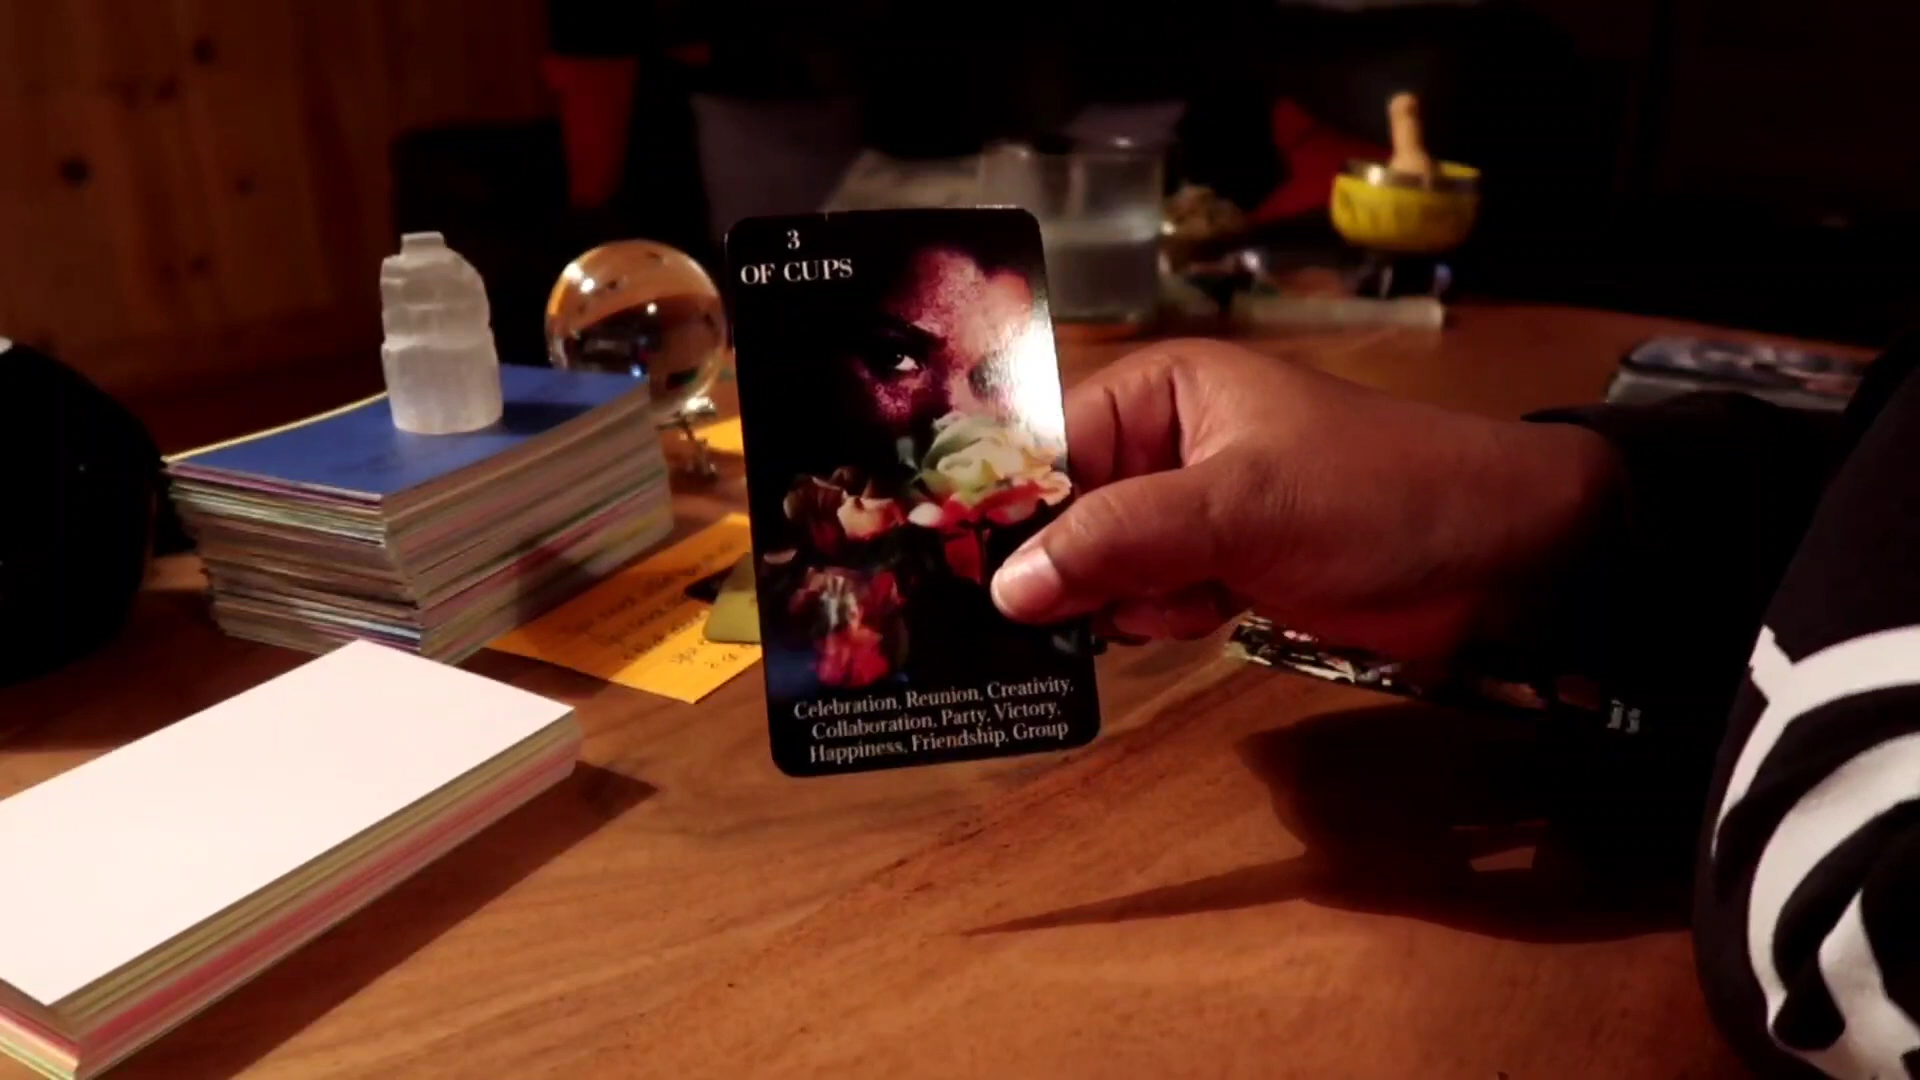 3
OF CUPS
Celebration, Reunion, Creativity,
Collaboration, Party, Victory,
Happiness, Friendship, Group